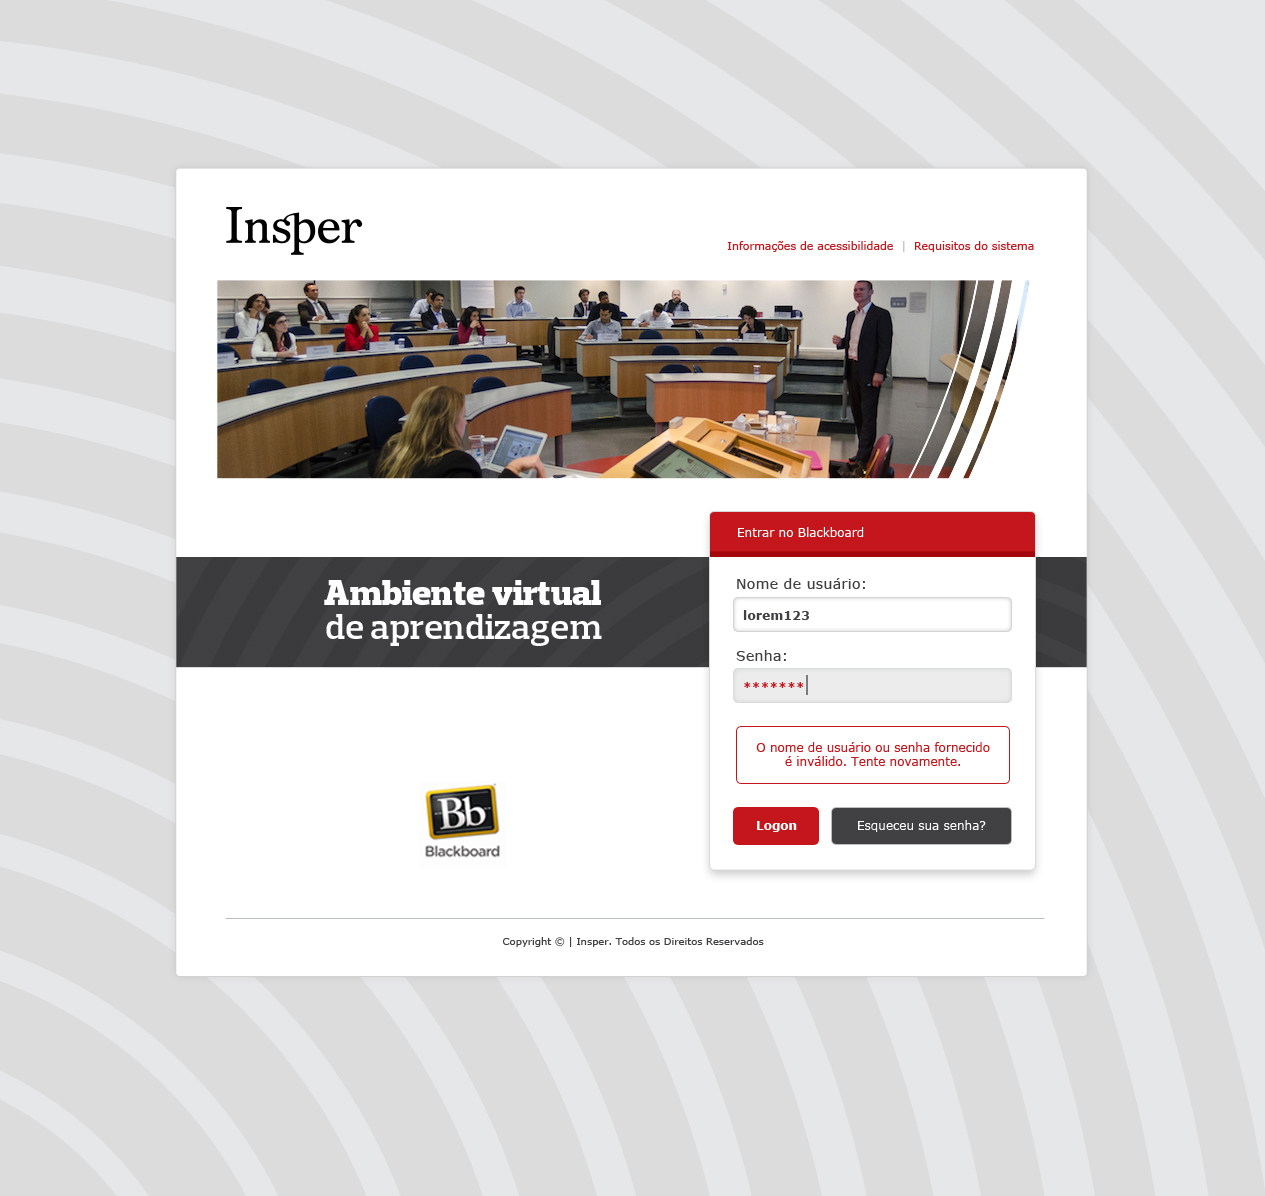 Insper
Informações de acessibilidade | Requisitos do sistema
Entrar no Blackboard
Ambiente virtual
de aprendizagem
Nome de usuário:
lorem123
Senha:
*******
O nome de usuário ou senha fornecido
é inválido. Tente novamente.
Logon
Esqueceu sua senha?
Bb
Blackboard
Copyright © | Insper. Todos os Direitos Reservados